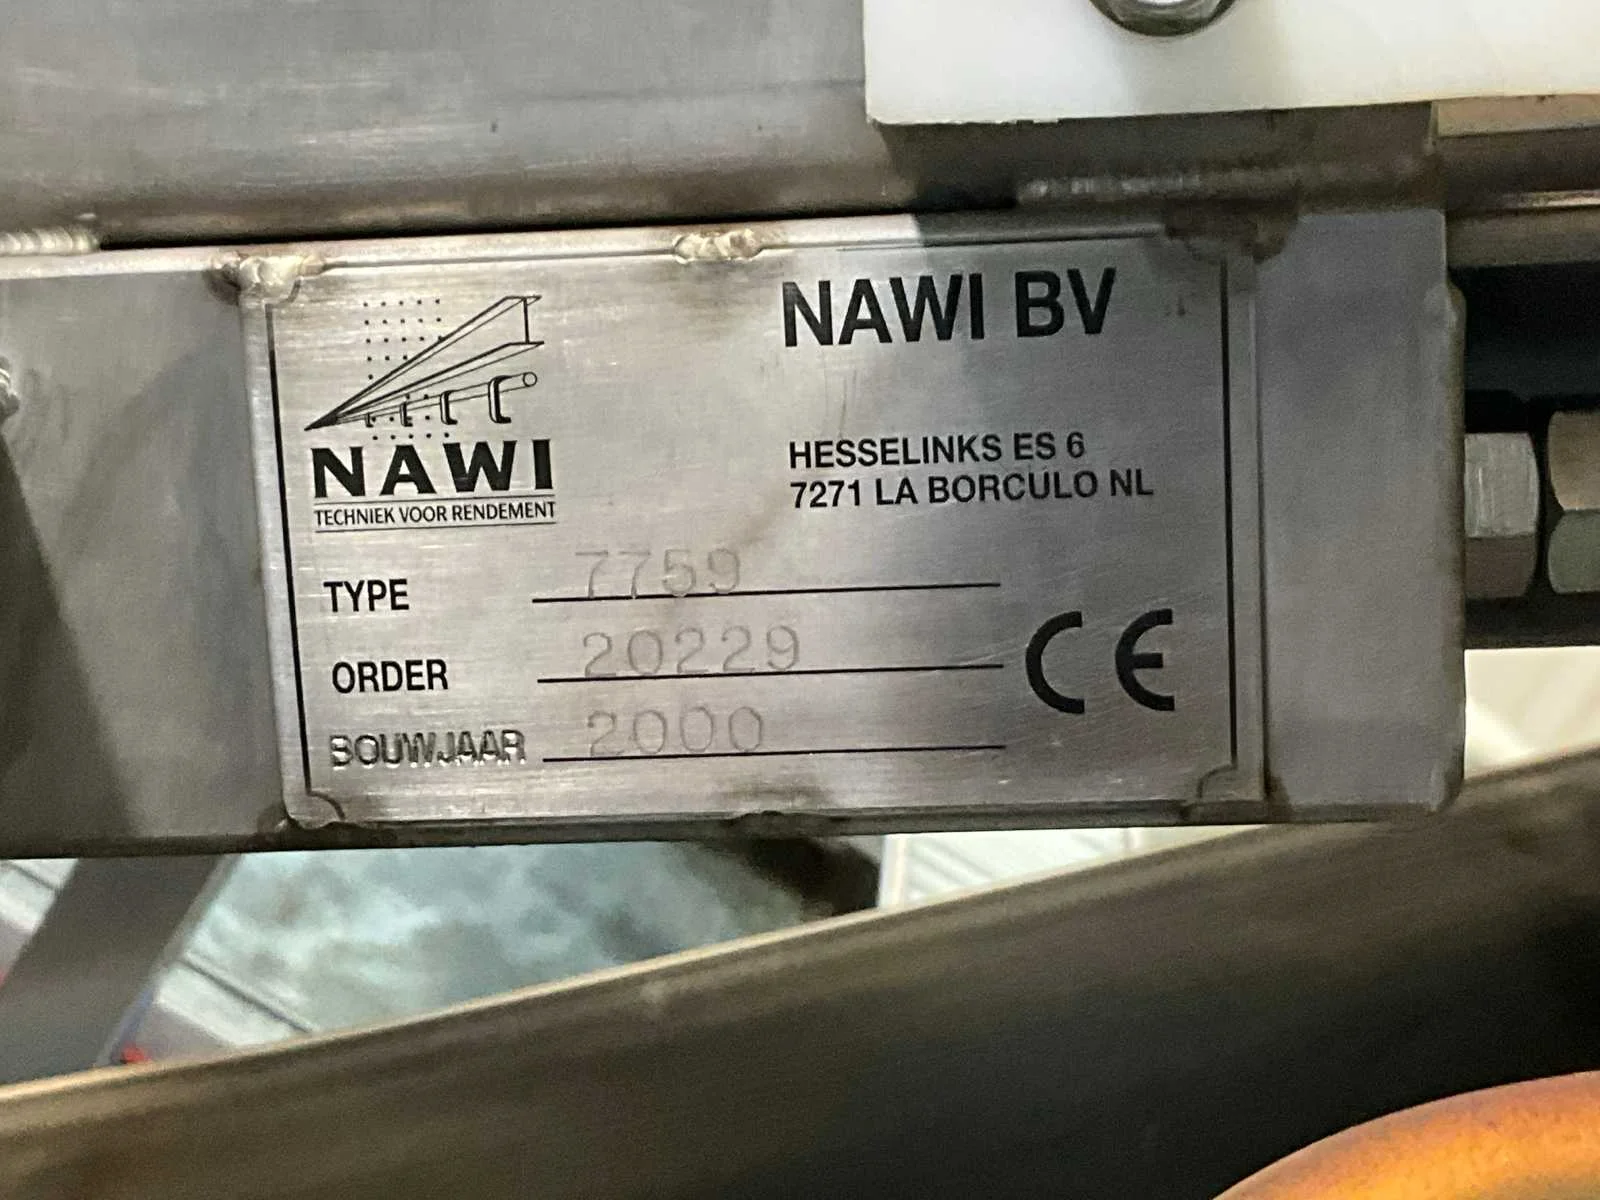 NAWI BV
NAWI
TECHNIEK VOOR RENDEMENT
HESSELINKS ES 6
7271 LA BORCULO NL
TYPE 7759
ORDER 20229
BOUWJAAR 2000
CE